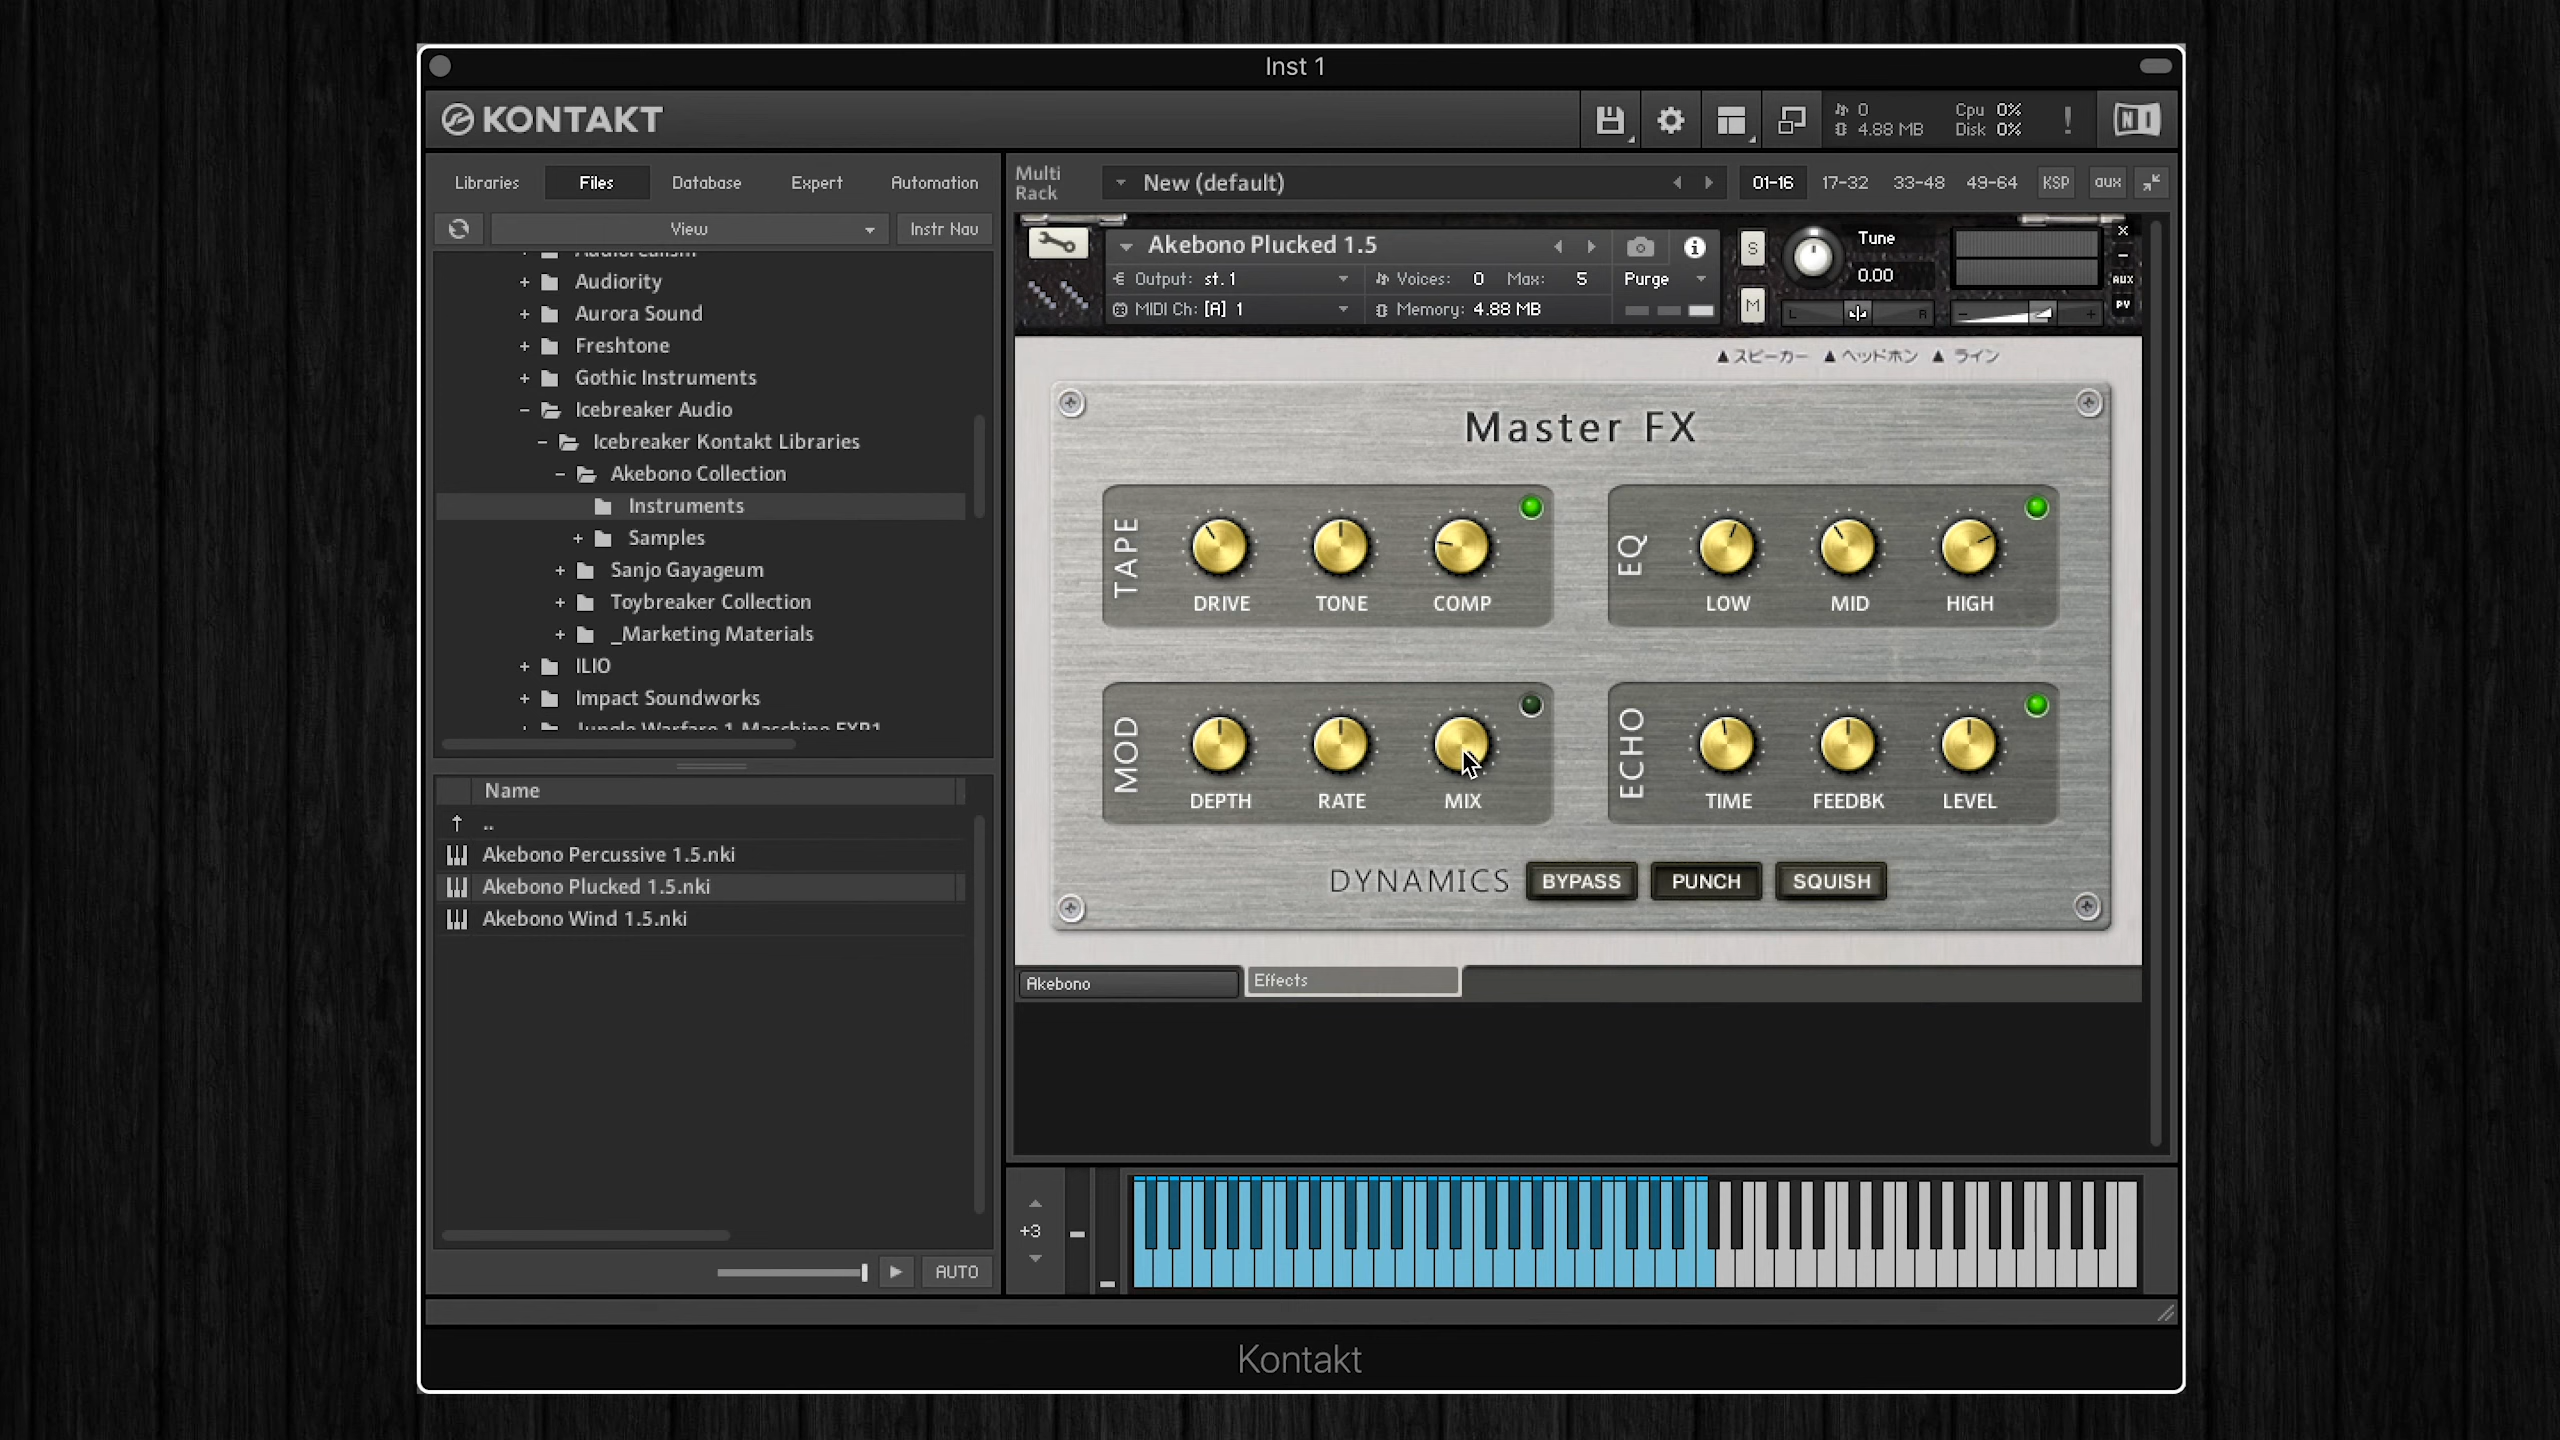 Inst 1
KONTAKT
0
4.88 MB
Cpu 0%
Disk 0%
!
NI
Libraries
Files
Database
Expert
Automation
View
Instr Nav
Audiority
Aurora Sound
Freshtone
Gothic Instruments
Icebreaker Audio
Icebreaker Kontakt Libraries
Akebono Collection
Instruments
Samples
Sanjo Gayageum
Toybreaker Collection
_Marketing Materials
ILIO
Impact Soundworks
Name
..
Akebono Percussive 1.5.nki
Akebono Plucked 1.5.nki
Akebono Wind 1.5.nki
AUTO
Multi
Rack
New (default)
01-16
17-32
33-48
49-64
KSP
aux
Akebono Plucked 1.5
Output: st. 1
Voices: 0 Max: 5
Purge
MIDI Ch: [A] 1
Memory: 4.88 MB
S
M
Tune
0.00
L
R
AUX
PV
▲スピーカー ▲ヘッドホン ▲ライン
Master FX
TAPE
DRIVE
TONE
COMP
EQ
LOW
MID
HIGH
MOD
DEPTH
RATE
MIX
ECHO
TIME
FEEDBK
LEVEL
DYNAMICS
BYPASS
PUNCH
SQUISH
Akebono
Effects
+3
Kontakt